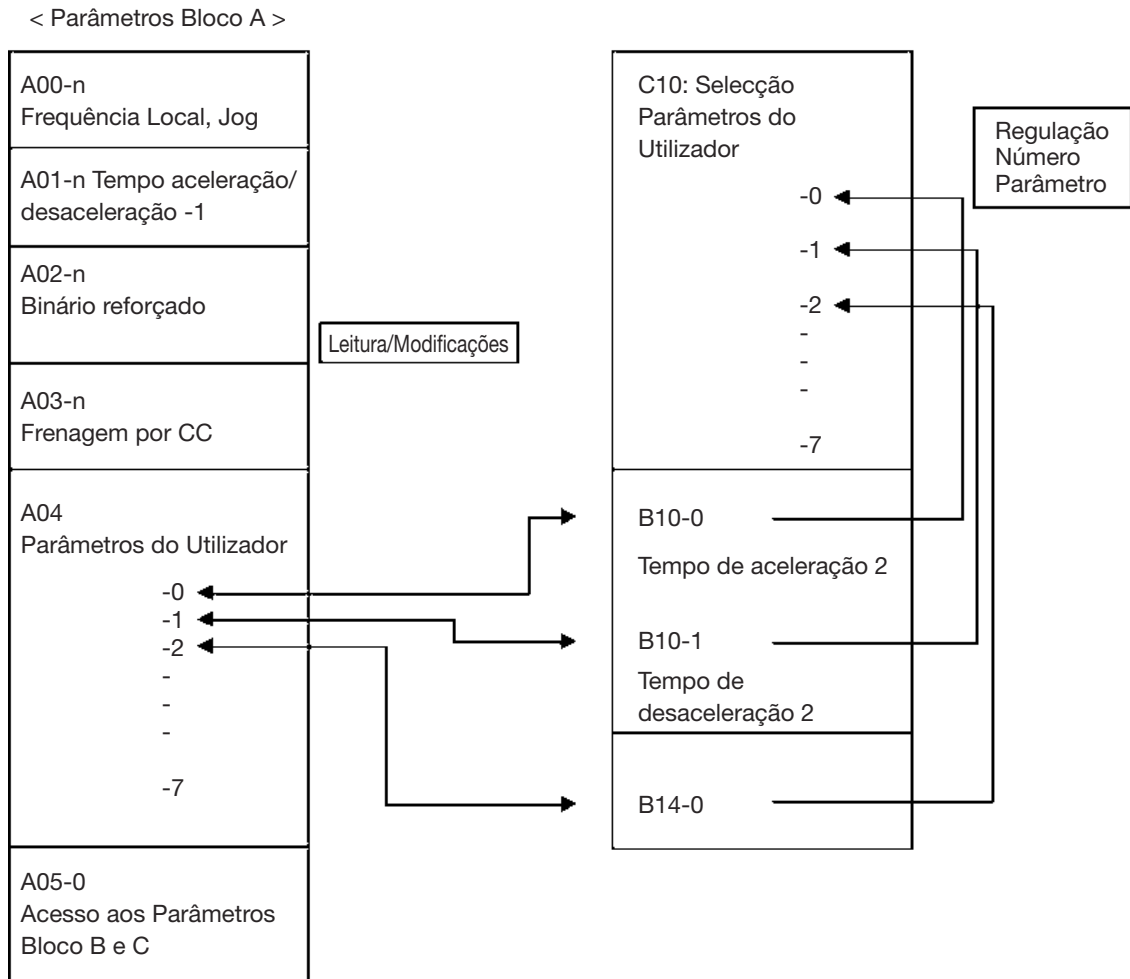 < Parâmetros Bloco A >
A00-n
Frequência Local, Jog
A01-n Tempo aceleração/
desaceleração -1
A02-n
Binário reforçado
A03-n
Frenagem por CC
A04
Parâmetros do Utilizador
-0
-1
-2
-
-
-
-7
A05-0
Acesso aos Parâmetros
Bloco B e C
Leitura/Modificações
C10: Selecção
Parâmetros do
Utilizador
-0
-1
-2
-
-
-
-7
B10-0
Tempo de aceleração 2
B10-1
Tempo de
desaceleração 2
B14-0
Regulação
Número
Parâmetro